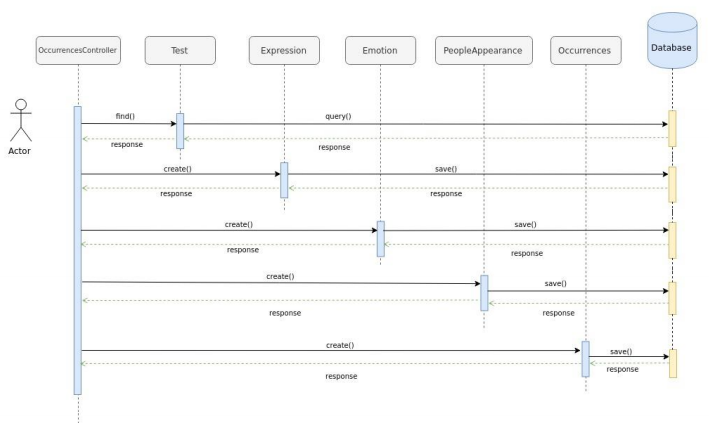 OccurrencesController
Test
Expression
Emotion
PeopleAppearance
Occurrences
Database
Actor
find()
query()
response
response
create()
save()
response
response
create()
save()
response
response
create()
save()
response
response
create()
save()
response
response